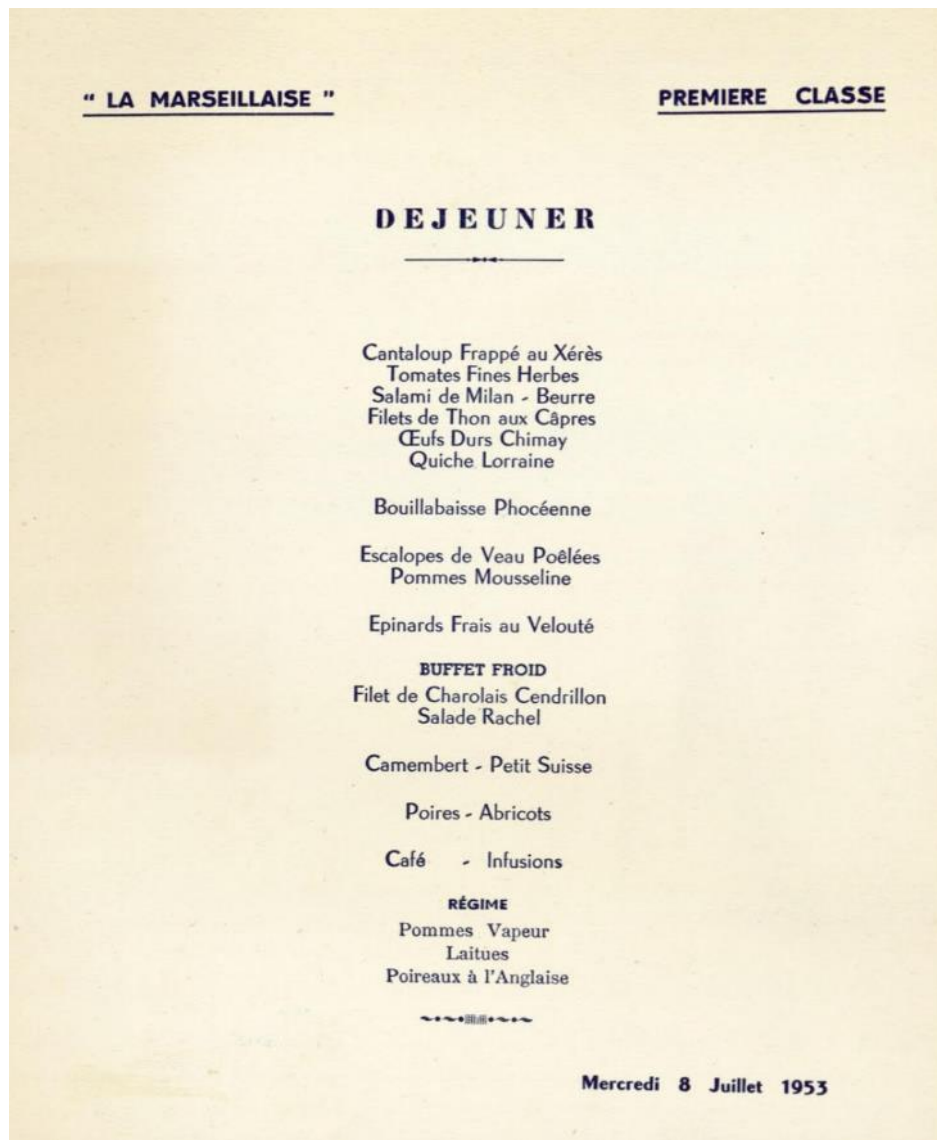 " LA MARSEILLAISE "
PREMIERE CLASSE
DEJEUNER
Cantaloup Frappé au Xérès
Tomates Fines Herbes
Salami de Milan - Beurre
Filets de Thon aux Câpres
Œufs Durs Chimay
Quiche Lorraine
Bouillabaisse Phocéenne
Escalopes de Veau Poêlées
Pommes Mousseline
Epinards Frais au Velouté
BUFFET FROID
Filet de Charolais Cendrillon
Salade Rachel
Camembert - Petit Suisse
Poires - Abricots
Café - Infusions
RÉGIME
Pommes Vapeur
Laitues
Poireaux à l'Anglaise
Mercredi 8 Juillet 1953